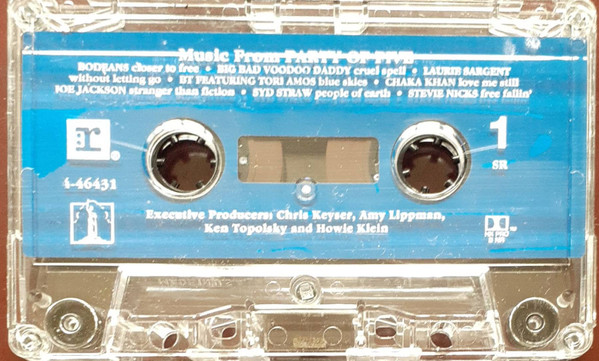 Music From PARTY OF FIVE
BODEANS closer to free • BIG BAD VOODOO DADDY cruel spell • LAURIE SARGENT
without letting go • BT FEATURING TORI AMOS blue skies • CHAKA KHAN love me still
JOE JACKSON stranger than fiction • SYD STRAW people of earth • STEVIE NICKS free fallin'
r
1
SR
4-46431
Executive Producers: Chris Keyser, Amy Lippman,
Ken Topolsky and Howie Klein